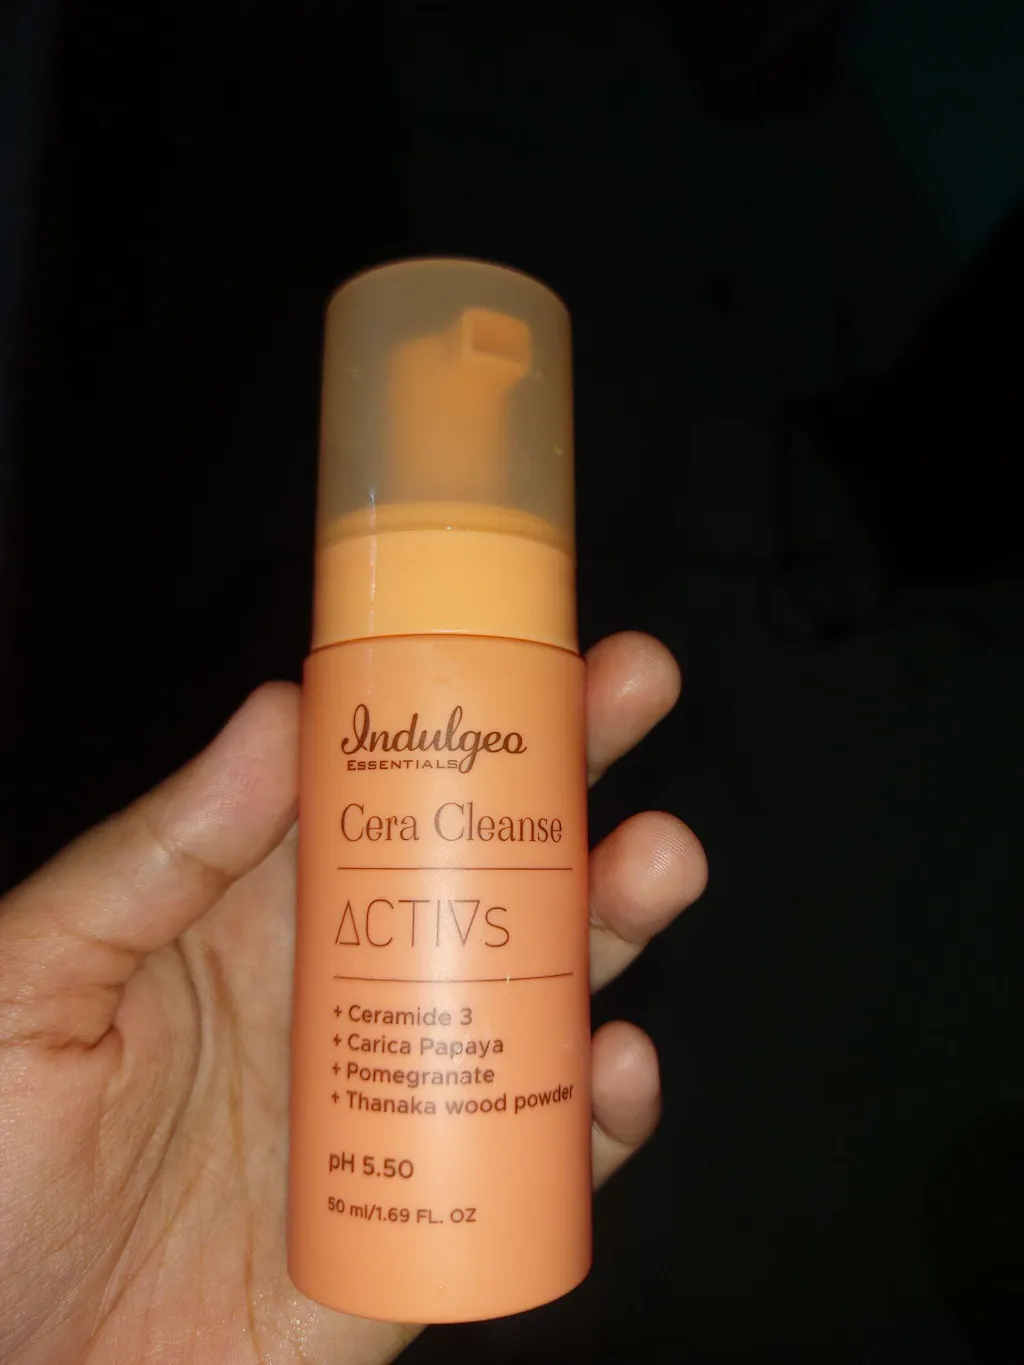 Indulgeo
ESSENTIALS
Cera Cleanse
ACTIVs
+ Ceramide 3
+ Carica Papaya
+ Pomegranate
+ Thanaka wood powder
pH 5.50
50 ml/1.69 FL. OZ